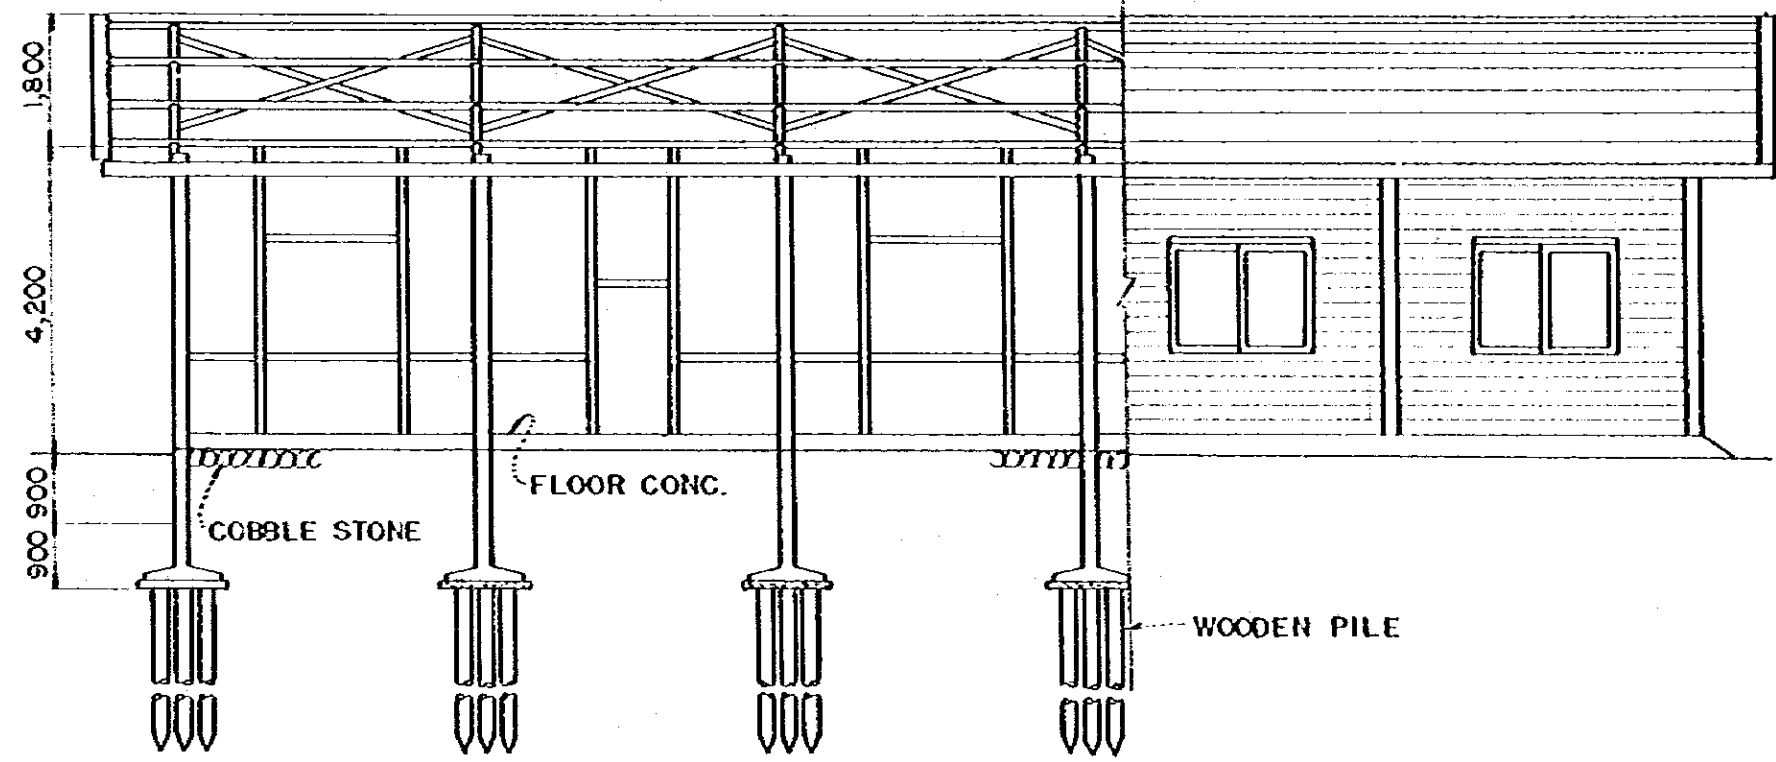 1,800
4,200
900
900
FLOOR CONC.
COBBLE STONE
WOODEN PILE